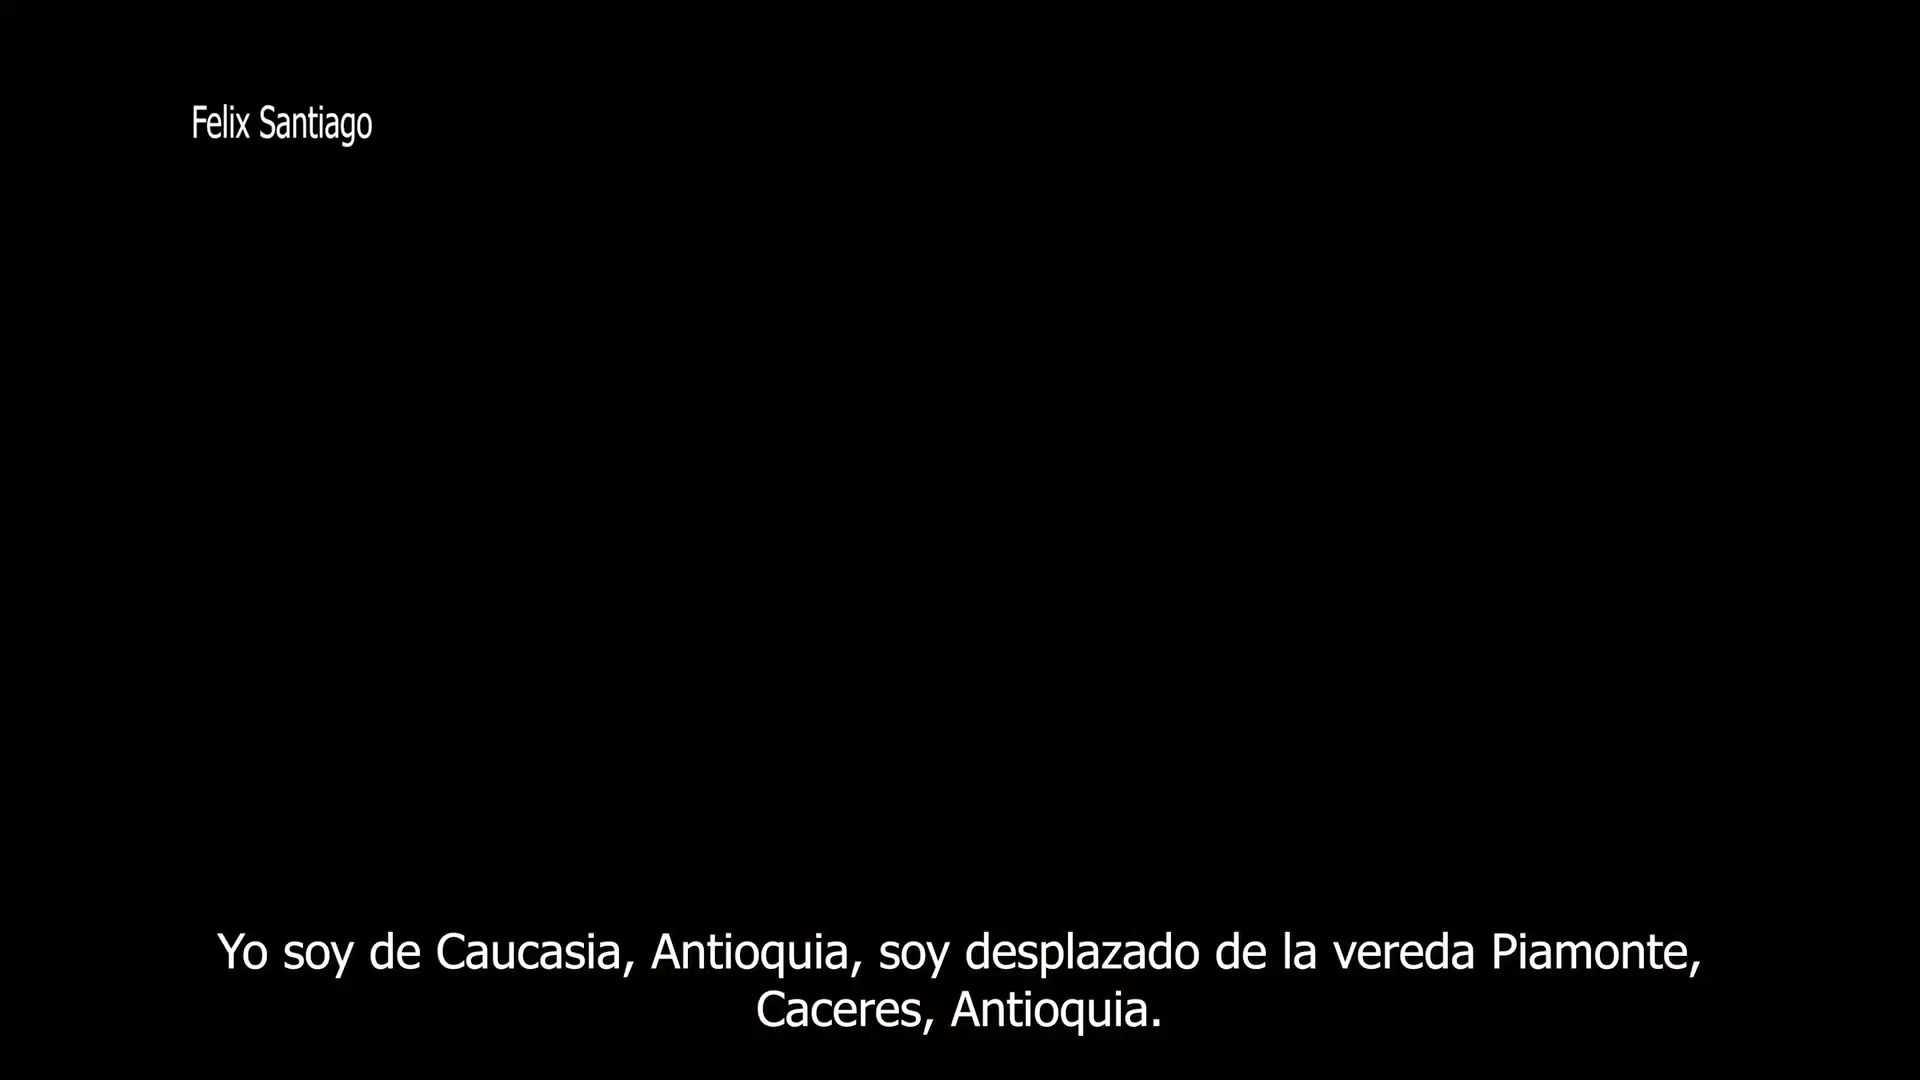 Felix Santiago
Yo soy de Caucasia, Antioquia, soy desplazado de la vereda Piamonte,
Caceres, Antioquia.